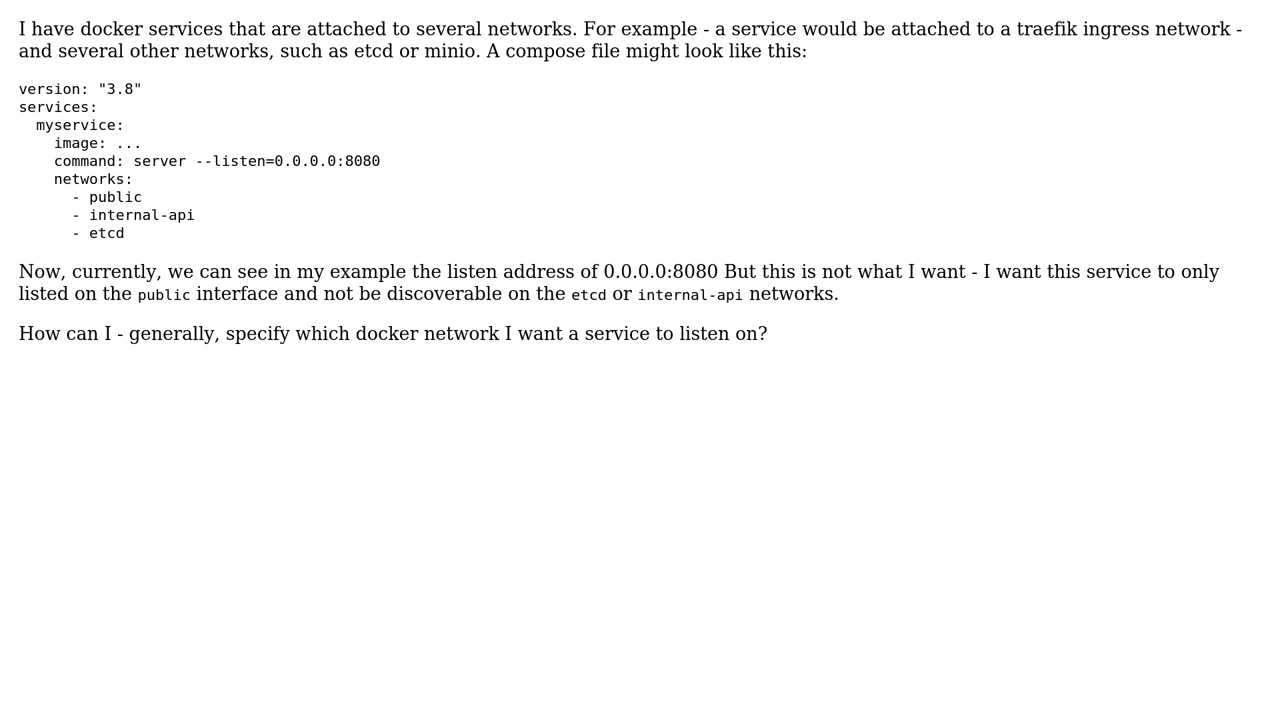 I have docker services that are attached to several networks. For example - a service would be attached to a traefik ingress network -
and several other networks, such as etcd or minio. A compose file might look like this:
version: "3.8"
services:
  myservice:
    image: ...
    command: server --listen=0.0.0.0:8080
    networks:
      - public
      - internal-api
      - etcd
Now, currently, we can see in my example the listen address of 0.0.0.0:8080 But this is not what I want - I want this service to only
listed on the public interface and not be discoverable on the etcd or internal-api networks.
How can I - generally, specify which docker network I want a service to listen on?